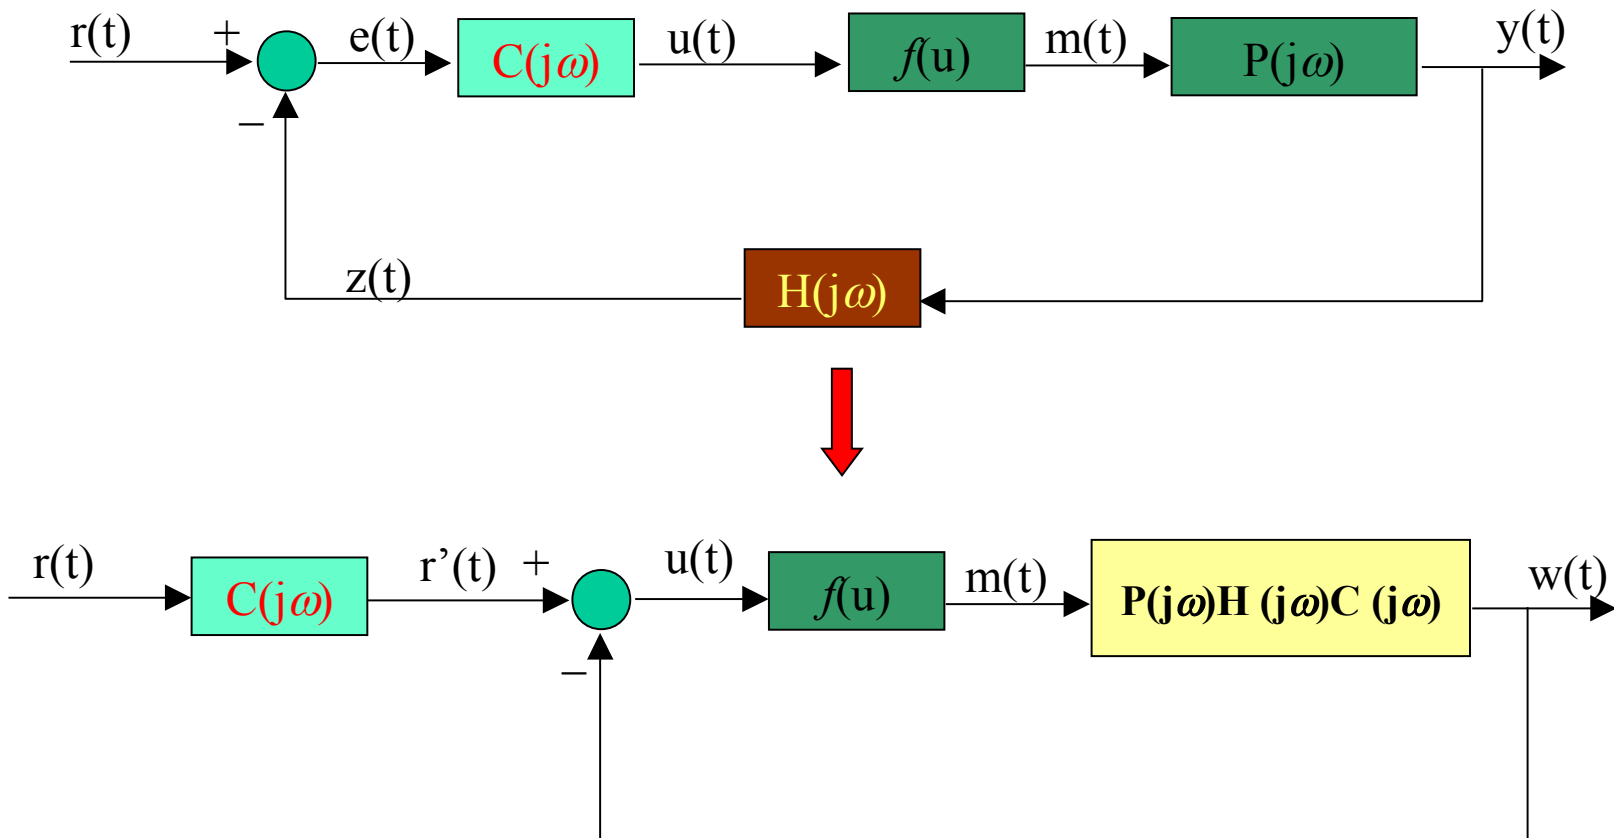 r(t) + e(t) C(jω) u(t) f(u) m(t) P(jω) y(t)
−
z(t) H(jω)
r(t) C(jω) r’(t) + u(t) f(u) m(t) P(jω)H (jω)C (jω) w(t)
−